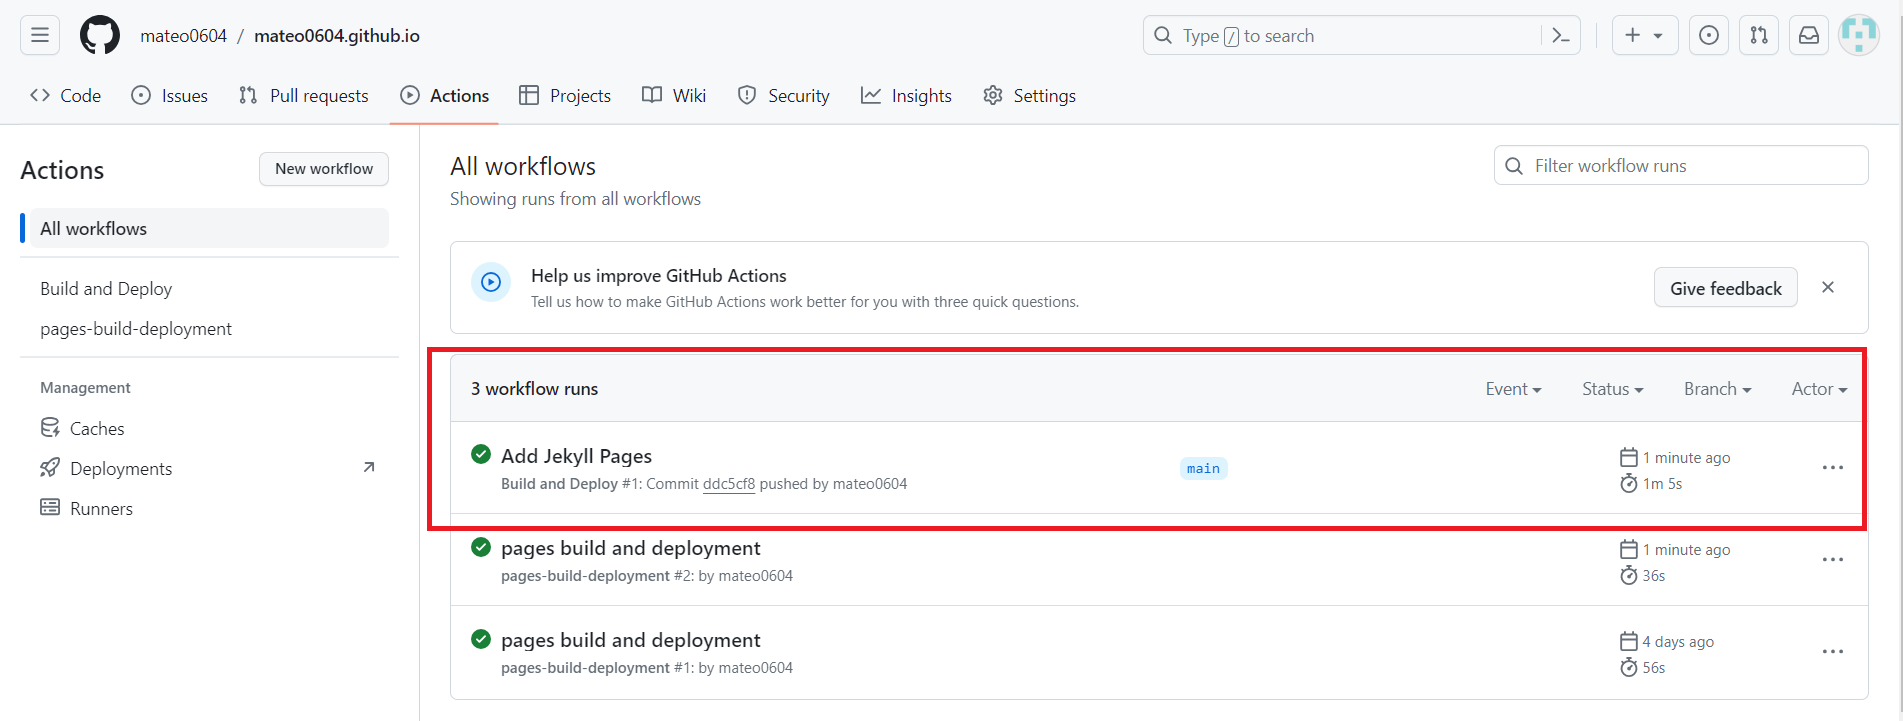 mateo0604 / mateo0604.github.io
Type / to search
Code
Issues
Pull requests
Actions
Projects
Wiki
Security
Insights
Settings
Actions
New workflow
All workflows
Build and Deploy
pages-build-deployment
Management
Caches
Deployments
Runners
All workflows
Showing runs from all workflows
Filter workflow runs
Help us improve GitHub Actions
Tell us how to make GitHub Actions work better for you with three quick questions.
Give feedback
3 workflow runs
Event
Status
Branch
Actor
Add Jekyll Pages
Build and Deploy #1: Commit ddc5cf8 pushed by mateo0604
main
1 minute ago
1m 5s
pages build and deployment
pages-build-deployment #2: by mateo0604
1 minute ago
36s
pages build and deployment
pages-build-deployment #1: by mateo0604
4 days ago
56s